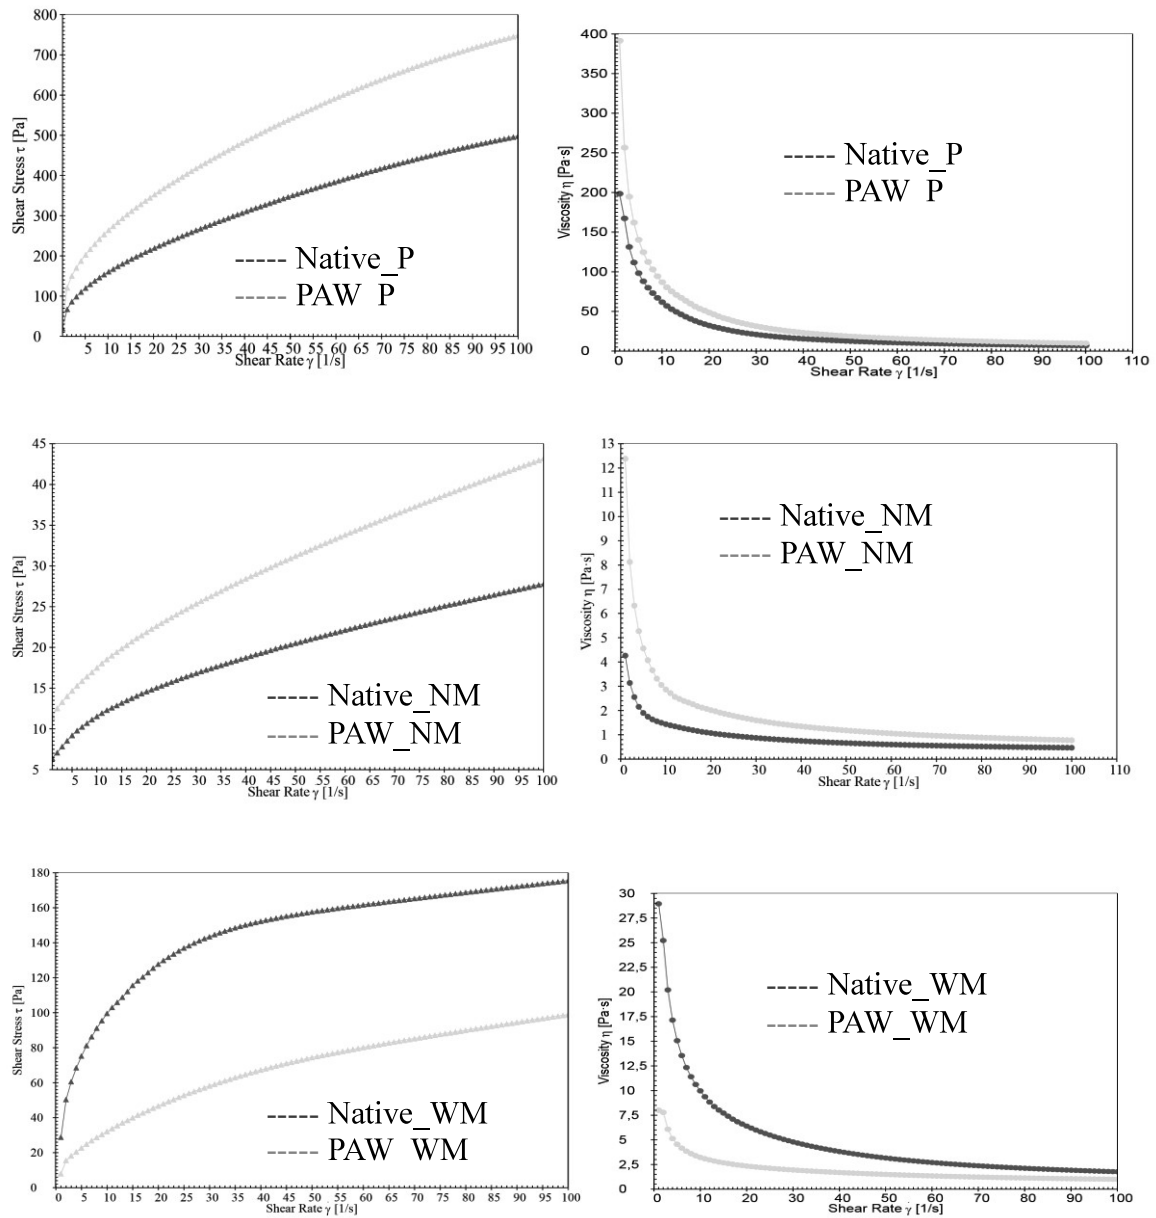 800
700
600
500
400
300
200
100
0
Shear Stress τ [Pa]
Native_P
PAW P
5 10 15 20 25 30 35 40 45 50 55 60 65 70 75 80 85 90 95 100
Shear Rate γ [1/s]
400
350
300
250
200
150
100
50
0
Viscosity η [Pa·s]
Native_P
PAW P
0 10 20 30 40 50 60 70 80 90 100 110
Shear Rate γ [1/s]
45
40
35
30
25
20
15
10
5
Shear Stress τ [Pa]
Native_NM
PAW_NM
5 10 15 20 25 30 35 40 45 50 55 60 65 70 75 80 85 90 95 100
Shear Rate γ [1/s]
13
12
11
10
9
8
7
6
5
4
3
2
1
0
Viscosity η [Pa·s]
Native_NM
PAW_NM
0 10 20 30 40 50 60 70 80 90 100 110
Shear Rate γ [1/s]
180
160
140
120
100
80
60
40
20
0
Shear Stress τ [Pa]
Native_WM
PAW WM
0 5 10 15 20 25 30 35 40 45 50 55 60 65 70 75 80 85 90 95 100
Shear Rate γ [1/s]
30
27,5
25
22,5
20
17,5
15
12,5
10
7,5
5
2,5
0
Viscosity η [Pa·s]
Native_WM
PAW_WM
0 10 20 30 40 50 60 70 80 90 100
Shear Rate γ̇ [1/s]